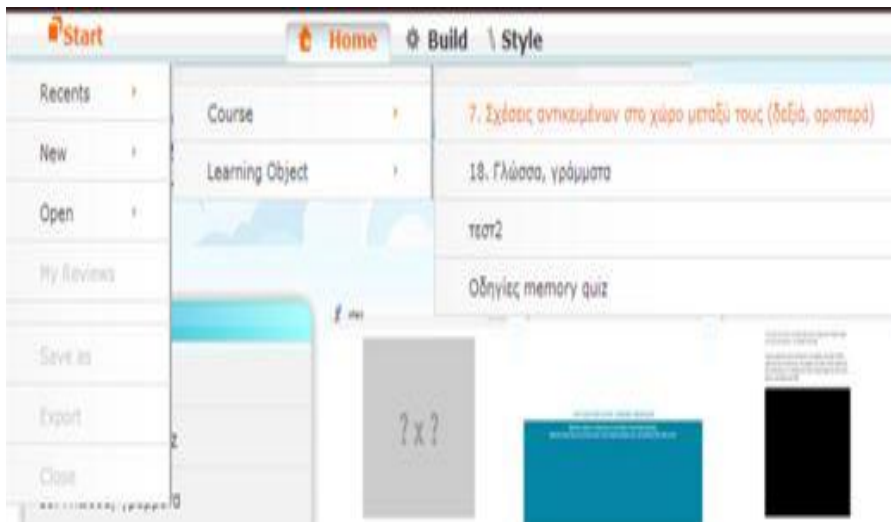 Start
Home
Build
Style
Recents
New
Open
My Reviews
Save as
Export
Close
Course
Learning Object
7. Σχέσεις αντικειμένων στο χώρο μεταξύ τους (δεξιά, αριστερά)
18. Γλώσσα, γράμματα
τεστ2
Οδηγίες memory quiz
? x ?